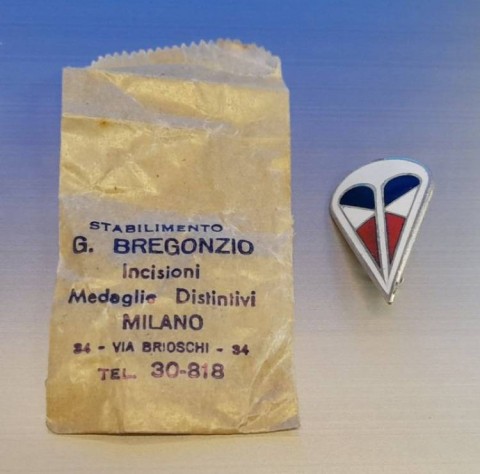 STABILIMENTO
G. BREGONZIO
Incisioni
Medaglie Distintivi
MILANO
34 - VIA BRIOSCHI - 34
TEL. 30-818